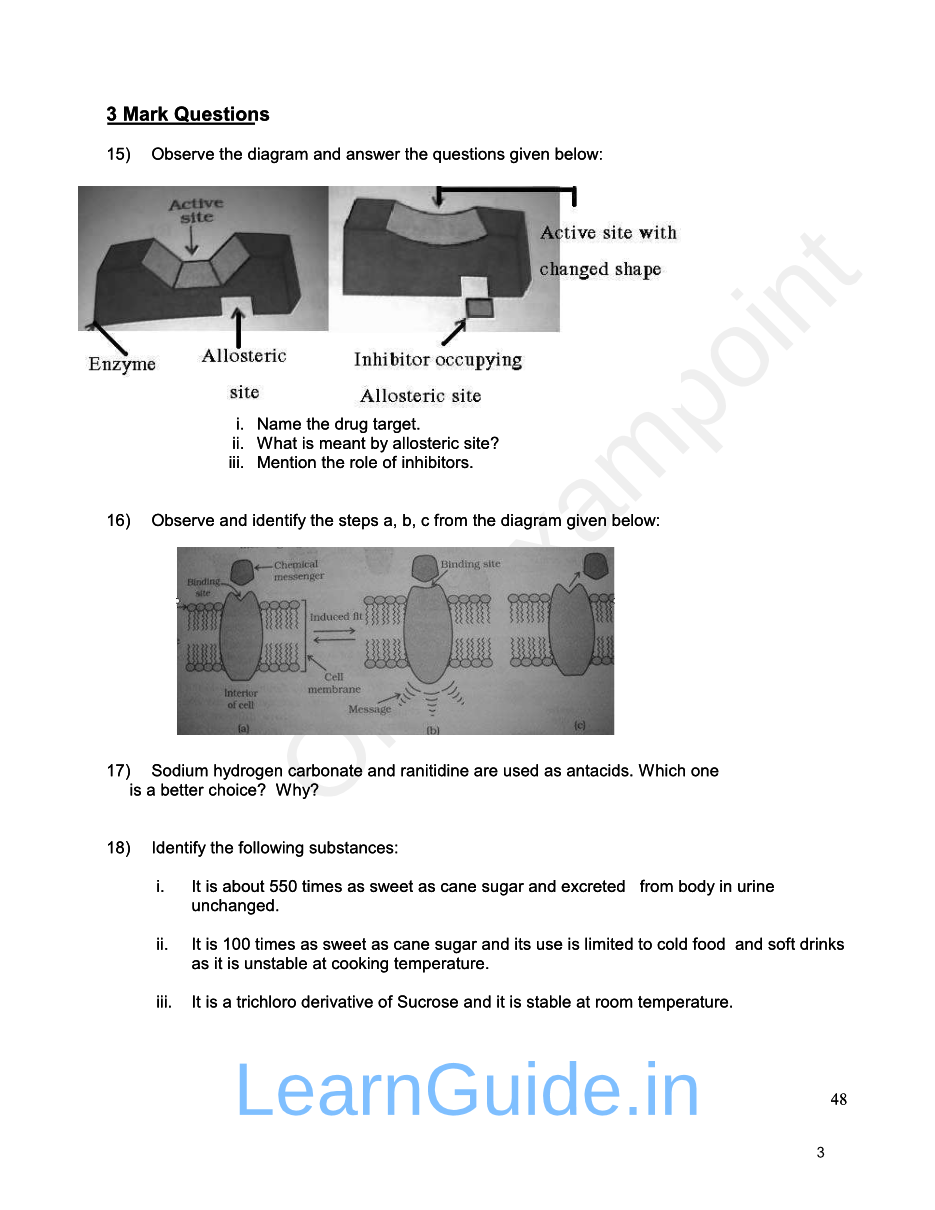 3 Mark Questions
15) Observe the diagram and answer the questions given below:
Active
site
Active site with
changed shape
Enzyme
Allosteric
site
Inhibitor occupying
Allosteric site
i. Name the drug target.
ii. What is meant by allosteric site?
iii. Mention the role of inhibitors.
16) Observe and identify the steps a, b, c from the diagram given below:
Chemical
messenger
Binding
site
Binding site
Induced fit
Cell
membrane
Interior
of cell
Message
(a)
(b)
(c)
17) Sodium hydrogen carbonate and ranitidine are used as antacids. Which one
is a better choice? Why?
18) Identify the following substances:
i. It is about 550 times as sweet as cane sugar and excreted from body in urine
unchanged.
ii. It is 100 times as sweet as cane sugar and its use is limited to cold food and soft drinks
as it is unstable at cooking temperature.
iii. It is a trichloro derivative of Sucrose and it is stable at room temperature.
LearnGuide.in
48
3